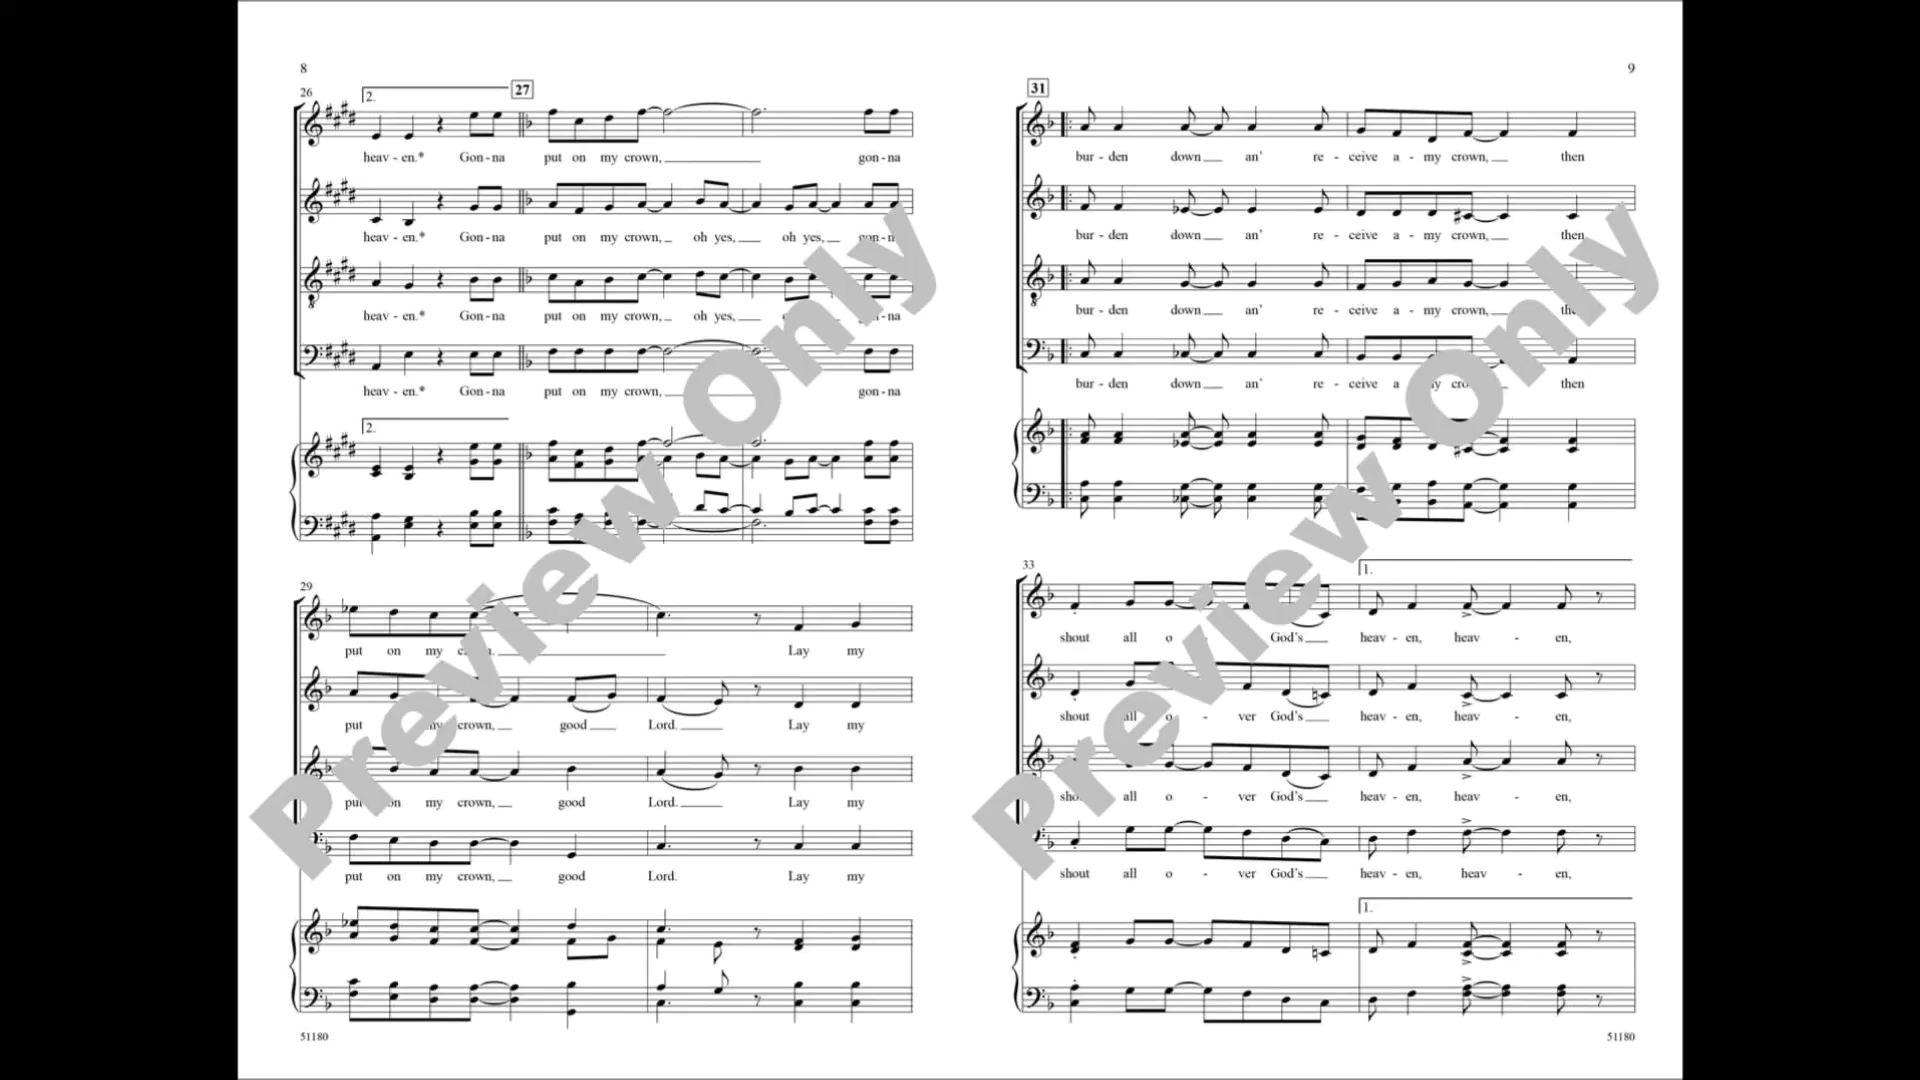 8
26
2.
27
heav - en.* Gon - na put on my crown, gon - na
heav - en.* Gon - na put on my crown, oh yes, oh yes,
heav - en.* Gon - na put on my crown, oh yes,
heav - en.* Gon - na put on my crown, gon - na
2.
29
put on my Lay my
put crown, good Lord. Lay my
put on my crown, good Lord. Lay my
put on my crown, good Lord. Lay my
51180
9
31
bur - den down an' re - ceive a - my crown, then
bur - den down an' re - ceive a - my crown, then
bur - den down an' re - ceive a - my crown,
bur - den down an' re - ceive a then
33
1.
shout all o - God's heav - en, heav - en,
shout all o - ver God's heav - en, heav - en,
all o - ver God's heav - en, heav - en,
shout all o - ver God's heav - en, heav - en,
1.
51180
Preview Only
Preview Only